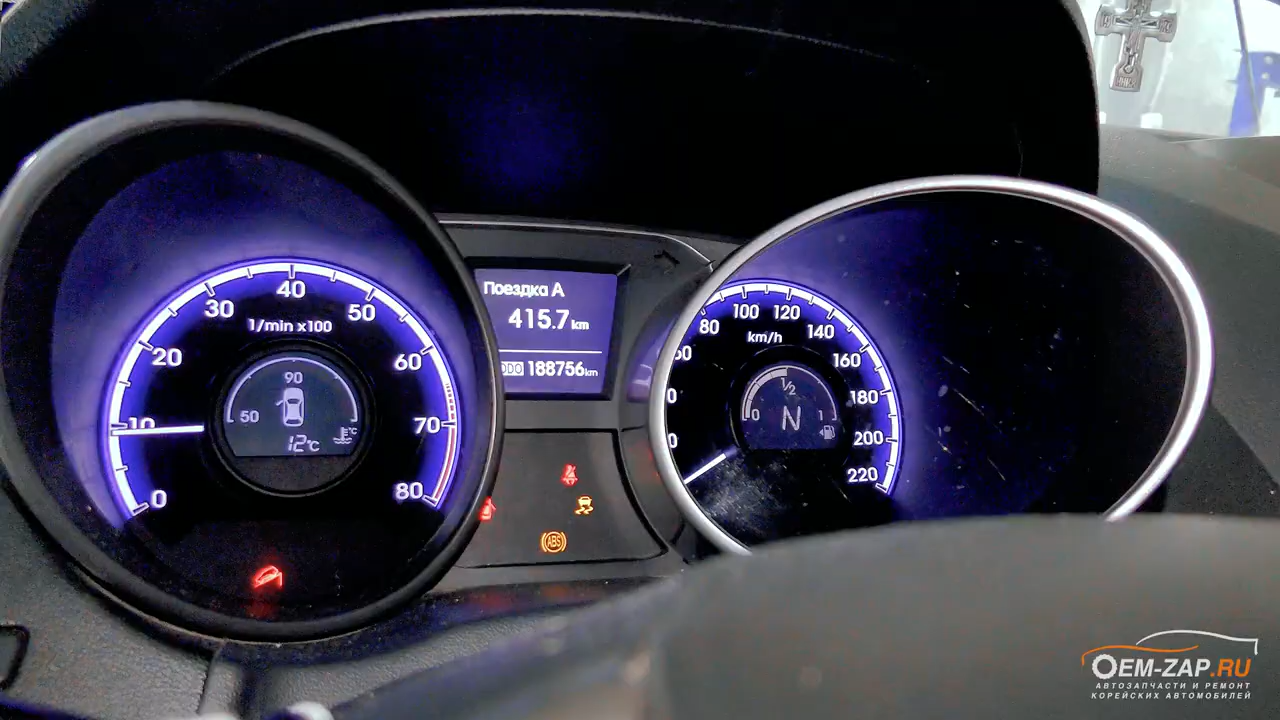 40
30
50
1/min x100
20
60
90
50
10
70
12°C
°C
0
80
Поездка А
415.7 km
ODO 188756km
100 120
80
140
km/h
60
160
1/2
0 N 1
180
200
220
ABS
OEM-ZAP.RU
АВТОЗАПЧАСТИ И РЕМОНТ
КОРЕЙСКИХ АВТОМОБИЛЕЙ